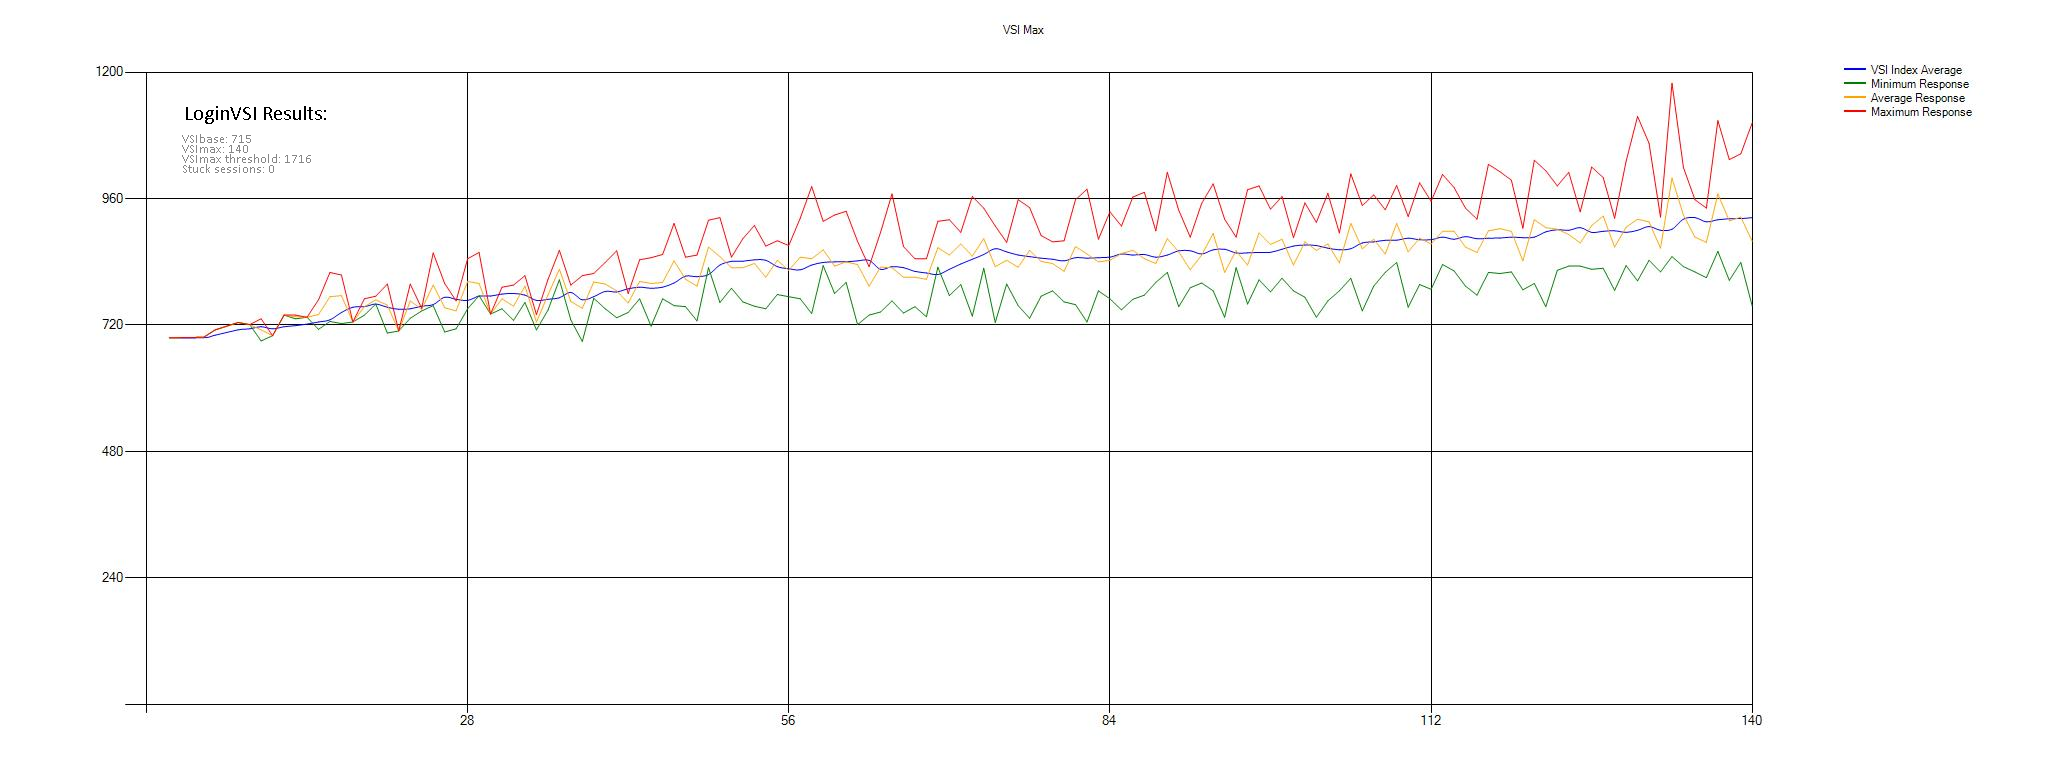 VSI Max
1200
960
720
480
240
28
56
84
112
140
LoginVSI Results:
VSIbase: 715
VSImax: 140
VSImax threshold: 1716
Stuck sessions: 0
VSI Index Average
Minimum Response
Average Response
Maximum Response